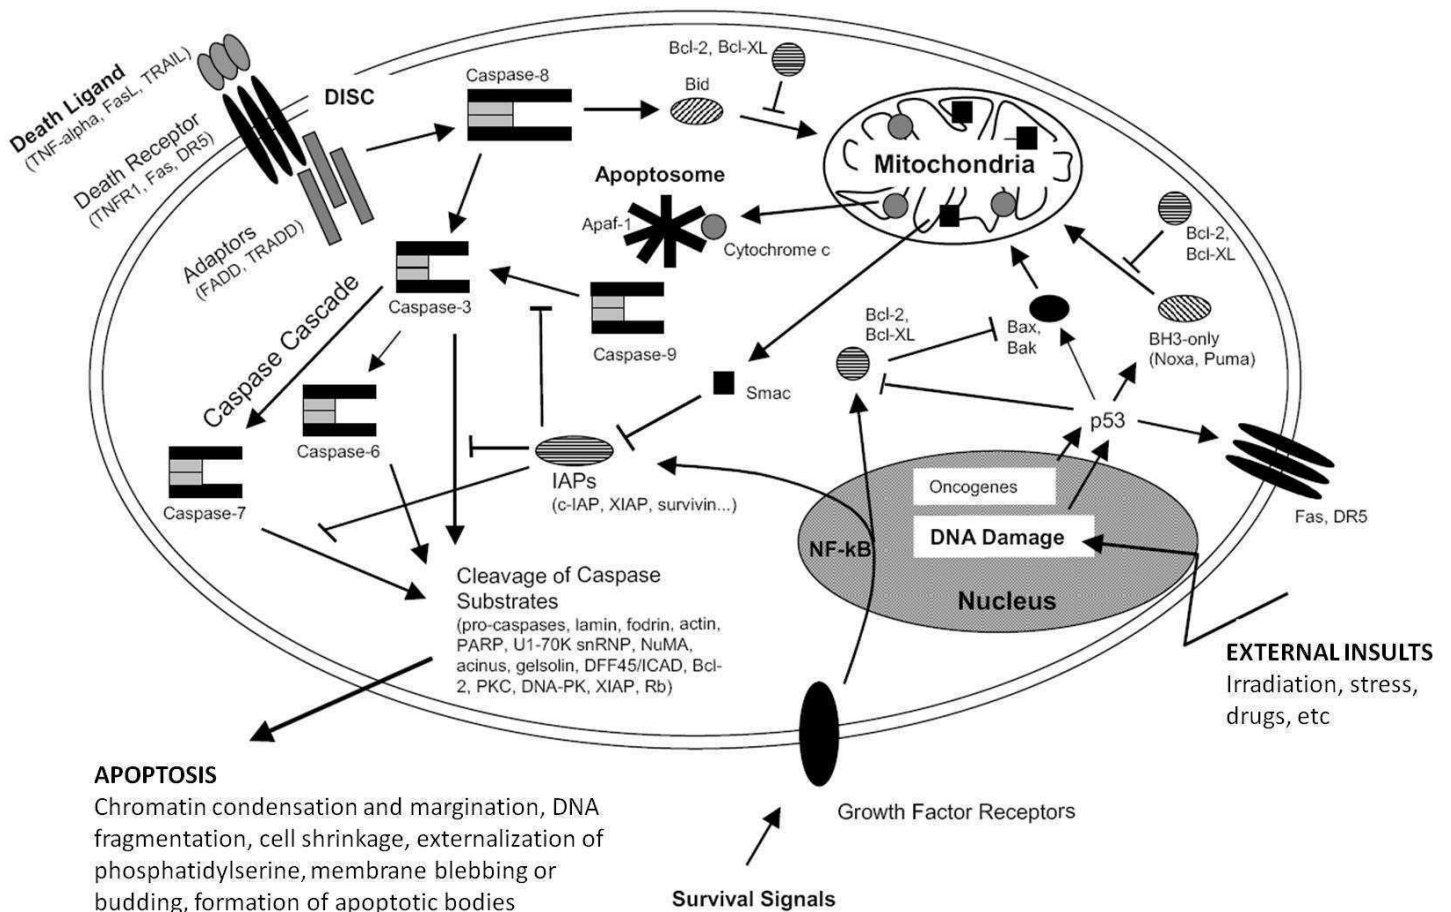 Death Ligand
(TNF-alpha, FasL, TRAIL)
Death Receptor
(TNFR1, Fas, DR5)
Adaptors
(FADD, TRADD)
DISC
Caspase-8
Bcl-2, Bcl-XL
Bid
Mitochondria
Apoptosome
Apaf-1
Cytochrome c
Bcl-2,
Bcl-XL
Caspase-3
Caspase-9
Caspase Cascade
Bcl-2,
Bcl-XL
Bax,
Bak
BH3-only
(Noxa, Puma)
Smac
p53
Caspase-6
Caspase-7
IAPs
(c-IAP, XIAP, survivin...)
Oncogenes
DNA Damage
NF-kB
Nucleus
Fas, DR5
Cleavage of Caspase
Substrates
(pro-caspases, lamin, fodrin, actin,
PARP, U1-70K snRNP, NuMA,
acinus, gelsolin, DFF45/ICAD, Bcl-
2, PKC, DNA-PK, XIAP, Rb)
EXTERNAL INSULTS
Irradiation, stress,
drugs, etc
APOPTOSIS
Chromatin condensation and margination, DNA
fragmentation, cell shrinkage, externalization of
phosphatidylserine, membrane blebbing or
budding, formation of apoptotic bodies
Growth Factor Receptors
Survival Signals